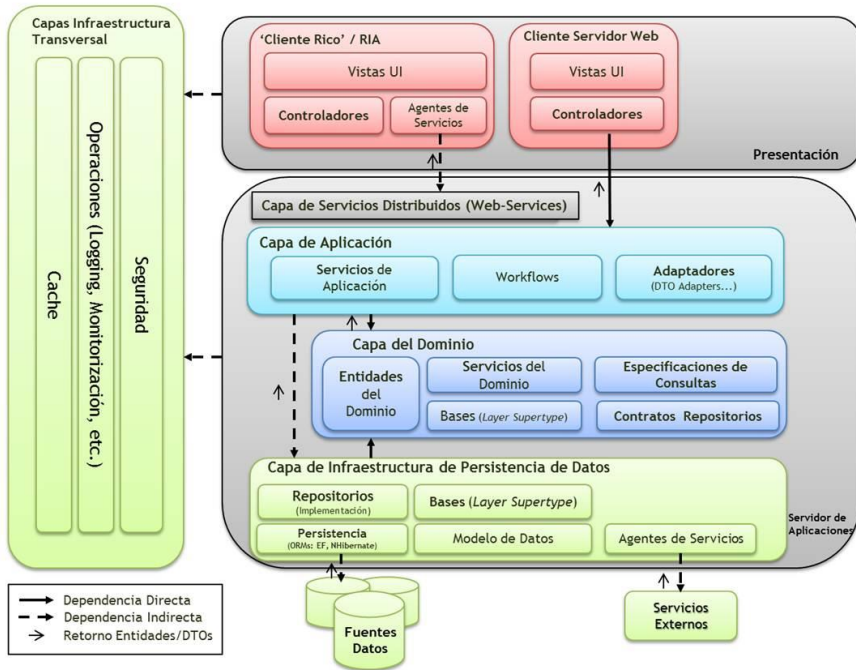 Capas Infraestructura
Transversal
Cache
Operaciones (Logging, Monitorización, etc.)
Seguridad
'Cliente Rico' / RIA
Vistas UI
Controladores
Agentes de
Servicios
Cliente Servidor Web
Vistas UI
Controladores
Presentación
Capa de Servicios Distribuidos (Web-Services)
Capa de Aplicación
Servicios de
Aplicación
Workflows
Adaptadores
(DTO Adapters...)
Capa del Dominio
Entidades
del
Dominio
Servicios del
Dominio
Especificaciones de
Consultas
Bases (Layer Supertype)
Contratos Repositorios
Capa de Infraestructura de Persistencia de Datos
Repositorios
(Implementación)
Bases (Layer Supertype)
Persistencia
(ORMs: EF, NHibernate)
Modelo de Datos
Agentes de Servicios
Servidor de
Aplicaciones
Fuentes
Datos
Servicios
Externos
Dependencia Directa
Dependencia Indirecta
Retorno Entidades/DTOs